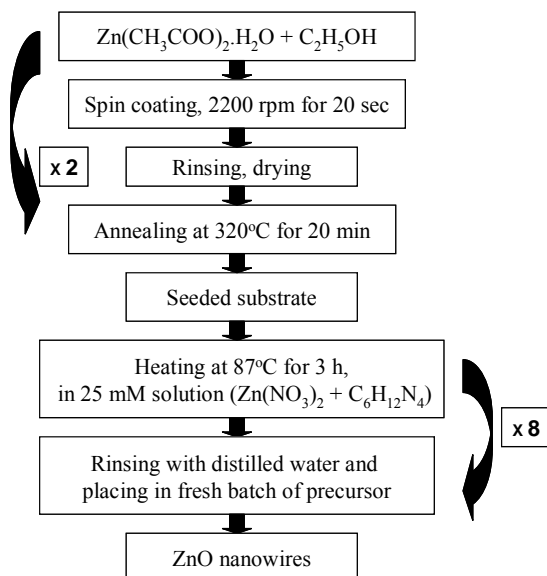 Zn(CH₃COO)₂.H₂O + C₂H₅OH
Spin coating, 2200 rpm for 20 sec
x 2
Rinsing, drying
Annealing at 320°C for 20 min
Seeded substrate
Heating at 87°C for 3 h,
in 25 mM solution (Zn(NO₃)₂ + C₆H₁₂N₄)
x 8
Rinsing with distilled water and
placing in fresh batch of precursor
ZnO nanowires